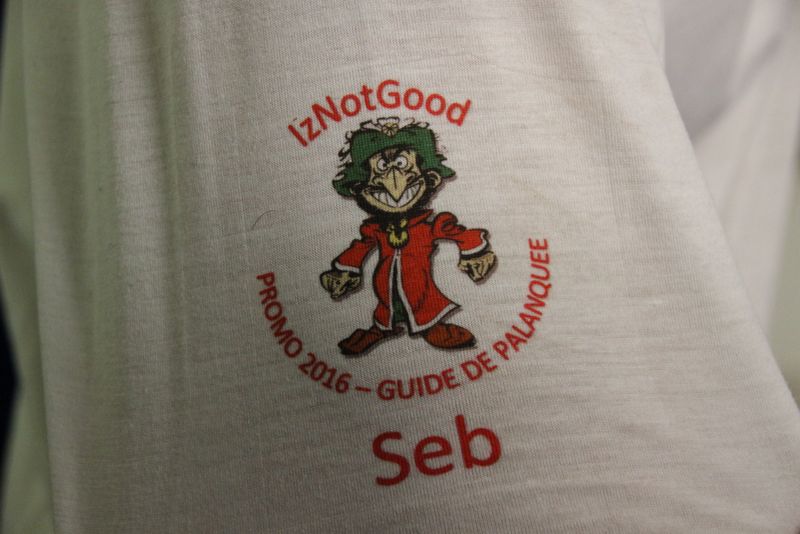 IzNotGood
PROMO 2016 – GUIDE DE PALANQUEE
Seb